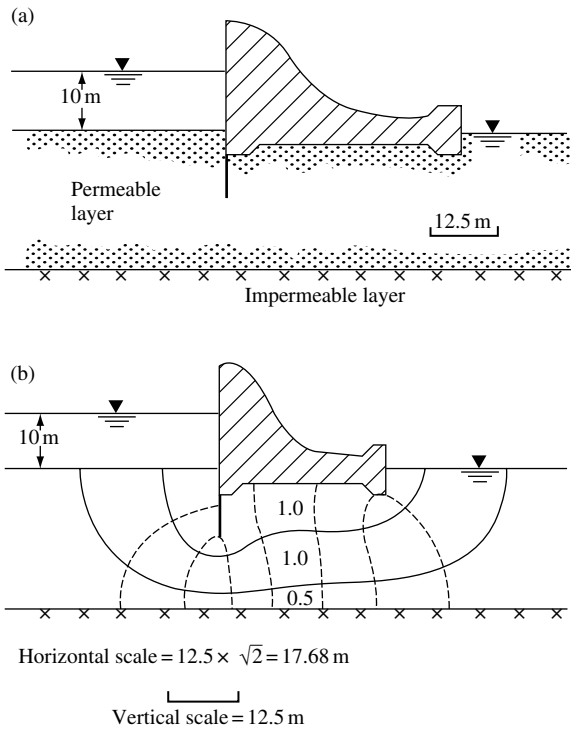 (a)
10 m
Permeable
layer
12.5 m
Impermeable layer
(b)
10 m
1.0
1.0
0.5
Horizontal scale = 12.5 × √2 = 17.68 m
Vertical scale = 12.5 m